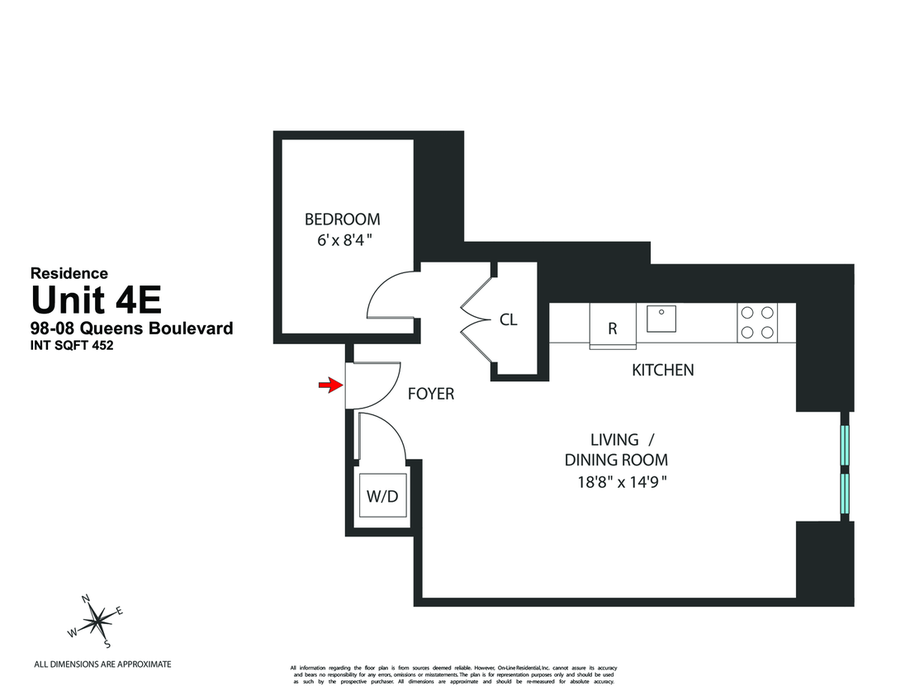 BEDROOM
6' x 8'4"
Residence
Unit 4E
98-08 Queens Boulevard
INT SQFT 452
CL
R
KITCHEN
FOYER
LIVING /
DINING ROOM
18'8" x 14'9"
W/D
N
E
W
S
ALL DIMENSIONS ARE APPROXIMATE
All information regarding the floor plan is from sources deemed reliable. However, On-Line Residential, Inc. cannot assure its accuracy
and bears no responsibility for any errors, omissions or misstatements. The plan is for representation purposes only and should be used
as such by the prospective purchaser. All dimensions are approximate and should be re-measured for absolute accuracy.